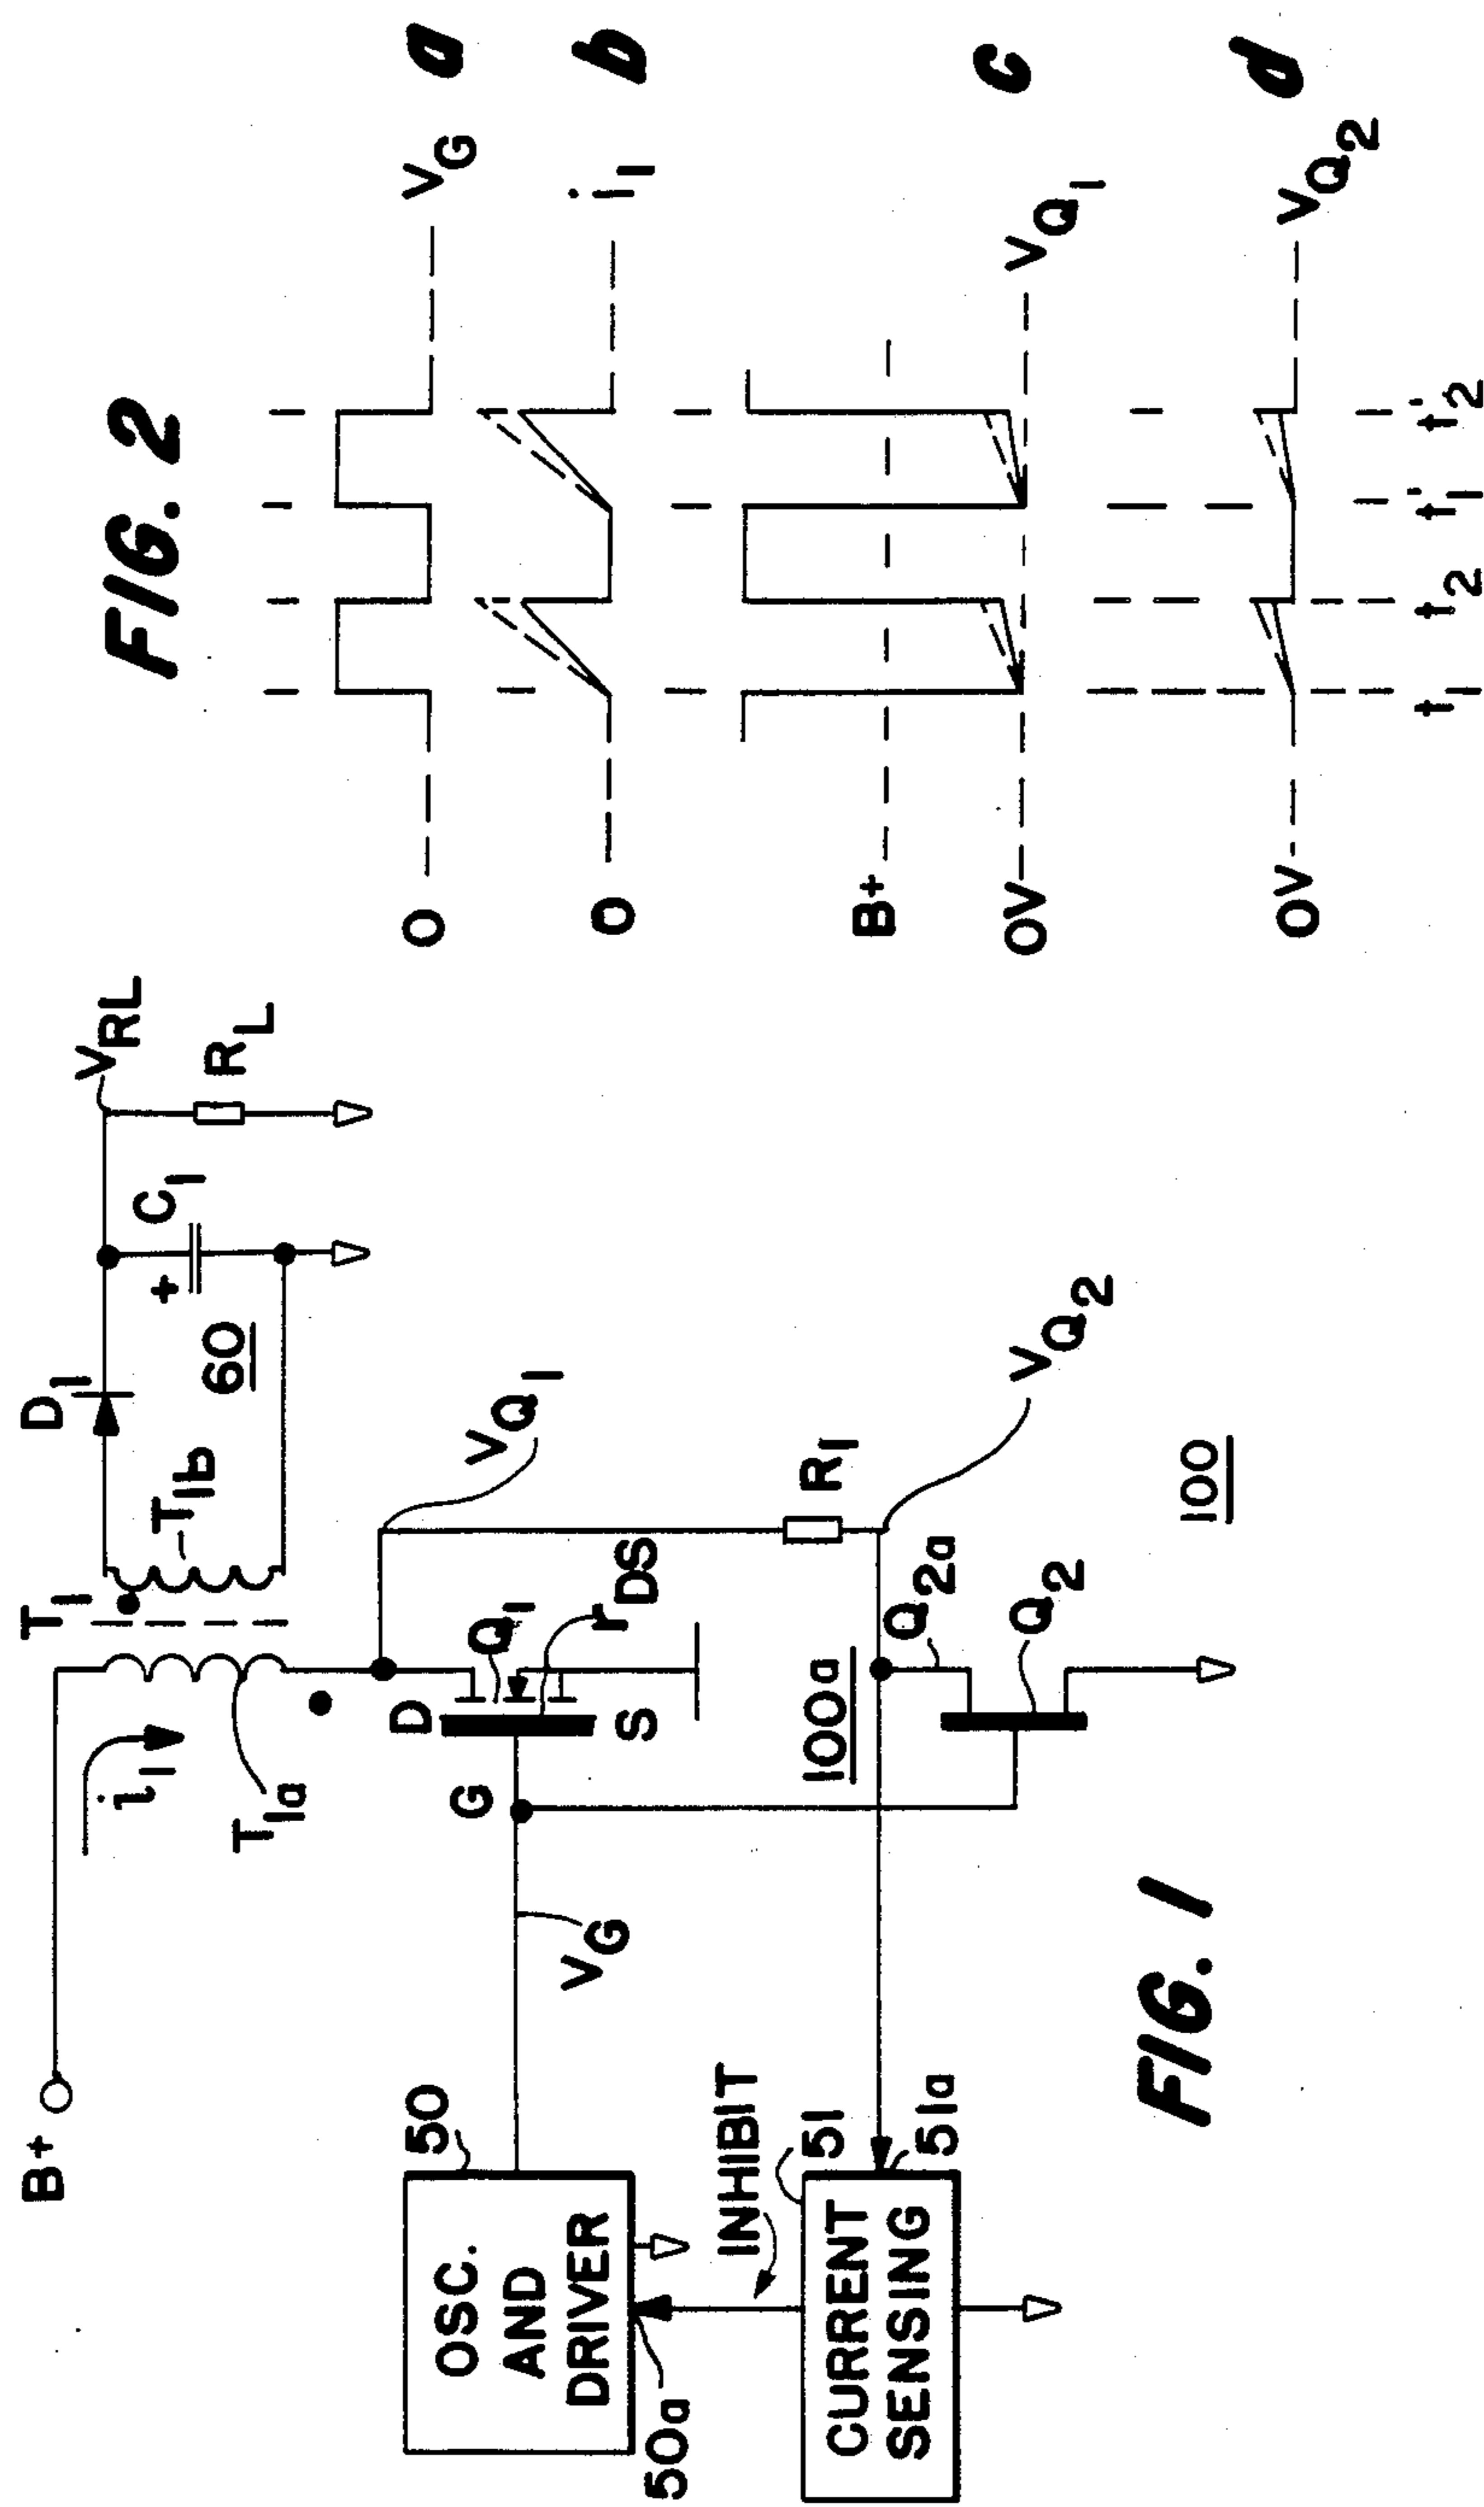 B+
i1
T1a
T1
T1b
D1
60
+
C1
VRL
RL
50
OSC.
AND
DRIVER
50a
VG
G
D
S
Q1
rDS
VQ1
R1
INHIBIT
51
CURRENT
SENSING
51a
100a
Q2a
Q2
VQ2
100
FIG. 1
FIG. 2
0
VG
a
0
i1
b
B+
0V
VQ1
c
0V
VQ2
d
t1
t2
t'1
t'2